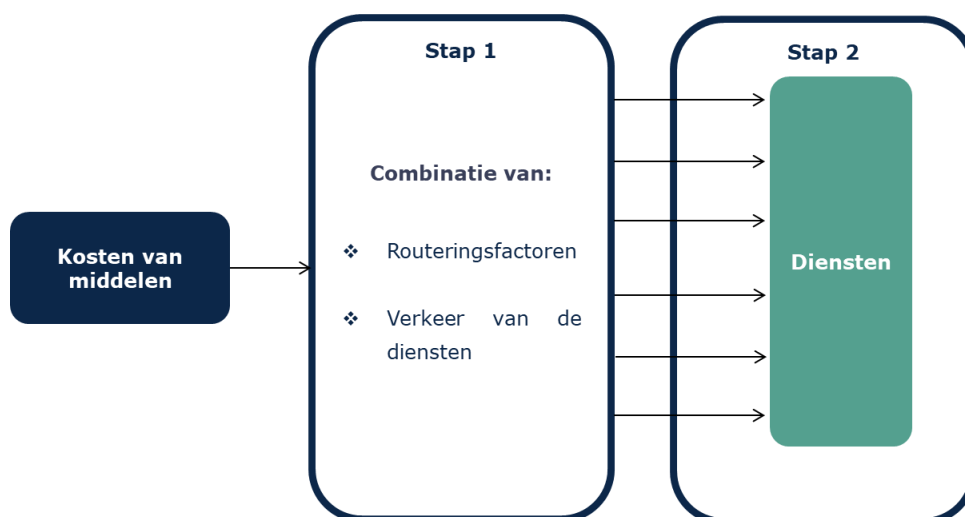 Stap 1
Stap 2
Combinatie van:
Kosten van
middelen
❖ Routeringsfactoren
❖ Verkeer van de
diensten
Diensten